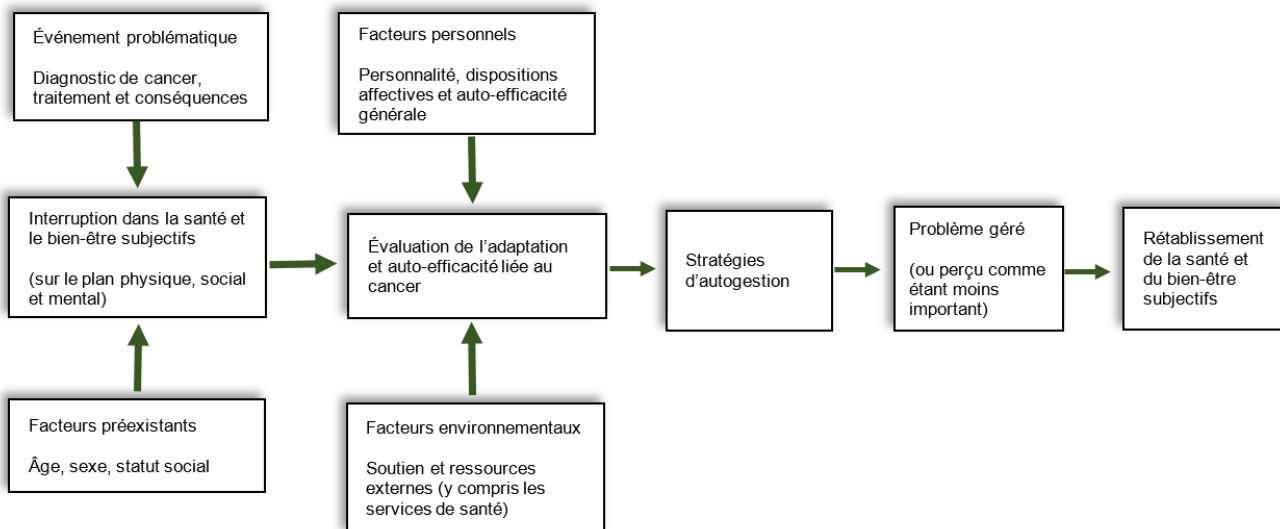 Événement problématique
Diagnostic de cancer,
traitement et conséquences
Facteurs personnels
Personnalité, dispositions
affectives et auto-efficacité
générale
Interruption dans la santé et
le bien-être subjectifs
(sur le plan physique, social
et mental)
Évaluation de l'adaptation
et auto-efficacité liée au
cancer
Stratégies
d'autogestion
Problème géré
(ou perçu comme
étant moins
important)
Rétablissement
de la santé et
du bien-être
subjectifs
Facteurs préexistants
Âge, sexe, statut social
Facteurs environnementaux
Soutien et ressources
externes (y compris les
services de santé)